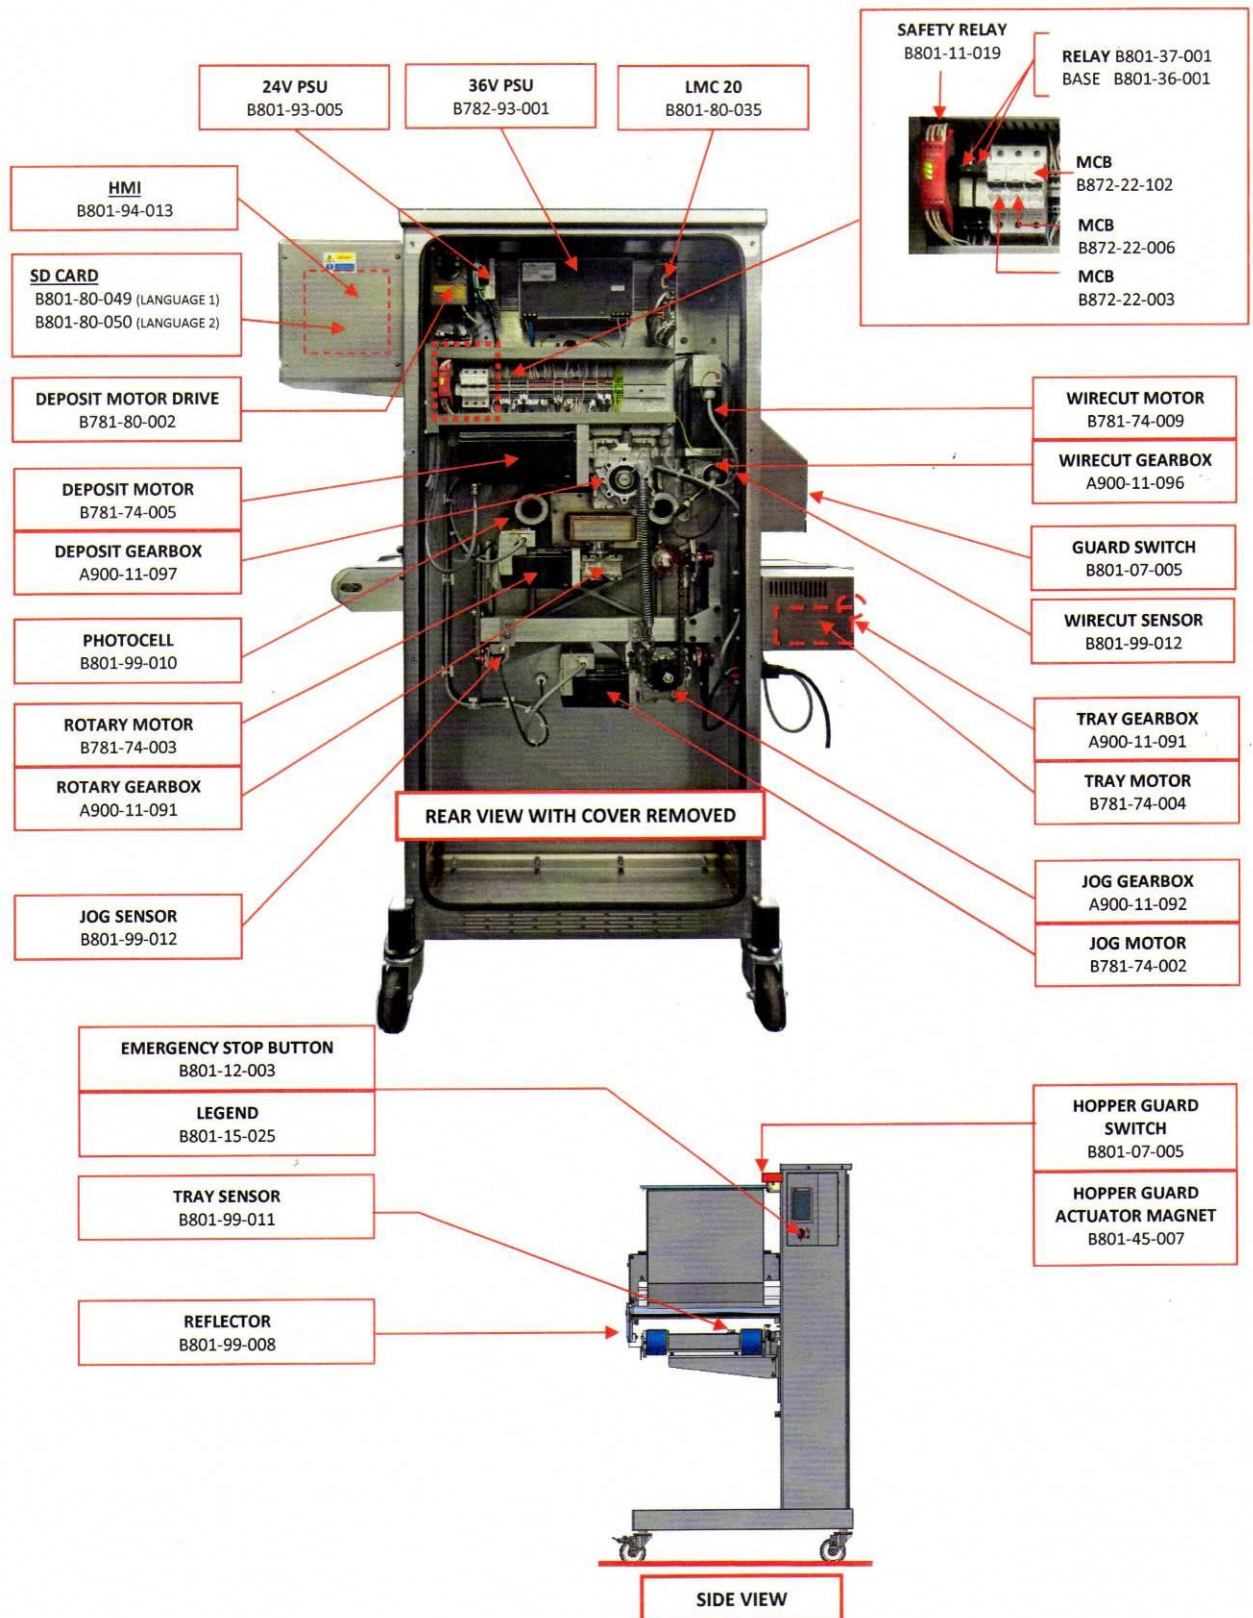 SAFETY RELAY
B801-11-019
RELAY B801-37-001
BASE B801-36-001
MCB
B872-22-102
MCB
B872-22-006
MCB
B872-22-003
24V PSU
B801-93-005
36V PSU
B782-93-001
LMC 20
B801-80-035
HMI
B801-94-013
SD CARD
B801-80-049 (LANGUAGE 1)
B801-80-050 (LANGUAGE 2)
DEPOSIT MOTOR DRIVE
B781-80-002
DEPOSIT MOTOR
B781-74-005
DEPOSIT GEARBOX
A900-11-097
PHOTOCELL
B801-99-010
ROTARY MOTOR
B781-74-003
ROTARY GEARBOX
A900-11-091
JOG SENSOR
B801-99-012
WIRECUT MOTOR
B781-74-009
WIRECUT GEARBOX
A900-11-096
GUARD SWITCH
B801-07-005
WIRECUT SENSOR
B801-99-012
TRAY GEARBOX
A900-11-091
TRAY MOTOR
B781-74-004
JOG GEARBOX
A900-11-092
JOG MOTOR
B781-74-002
REAR VIEW WITH COVER REMOVED
EMERGENCY STOP BUTTON
B801-12-003
LEGEND
B801-15-025
TRAY SENSOR
B801-99-011
REFLECTOR
B801-99-008
HOPPER GUARD
SWITCH
B801-07-005
HOPPER GUARD
ACTUATOR MAGNET
B801-45-007
SIDE VIEW